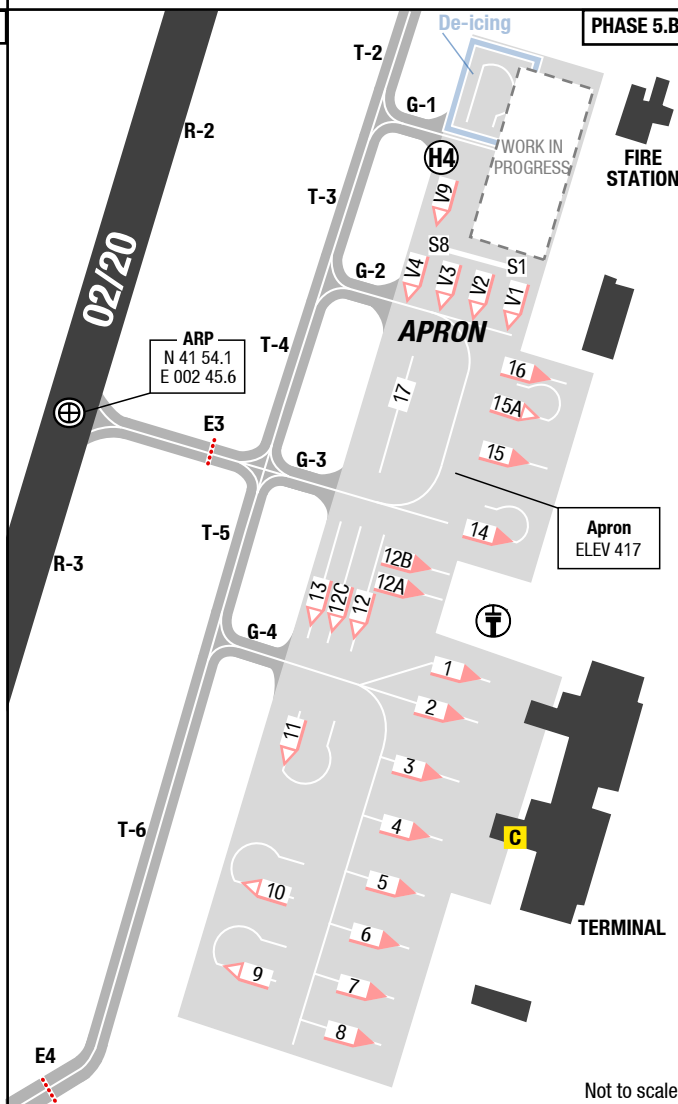 De-icing
PHASE 5.B
T-2
G-1
R-2
WORK IN
PROGRESS
FIRE
STATION
H4
V9
T-3
S8
S1
V4
V3
V2
V1
G-2
02/20
APRON
ARP
N 41 54.1
E 002 45.6
T-4
16
17
15A
E3
15
G-3
T-5
14
Apron
ELEV 417
R-3
12B
12A
13
12C
12
G-4
1
2
11
3
T-6
4
C
5
10
6
TERMINAL
9
7
8
E4
Not to scale